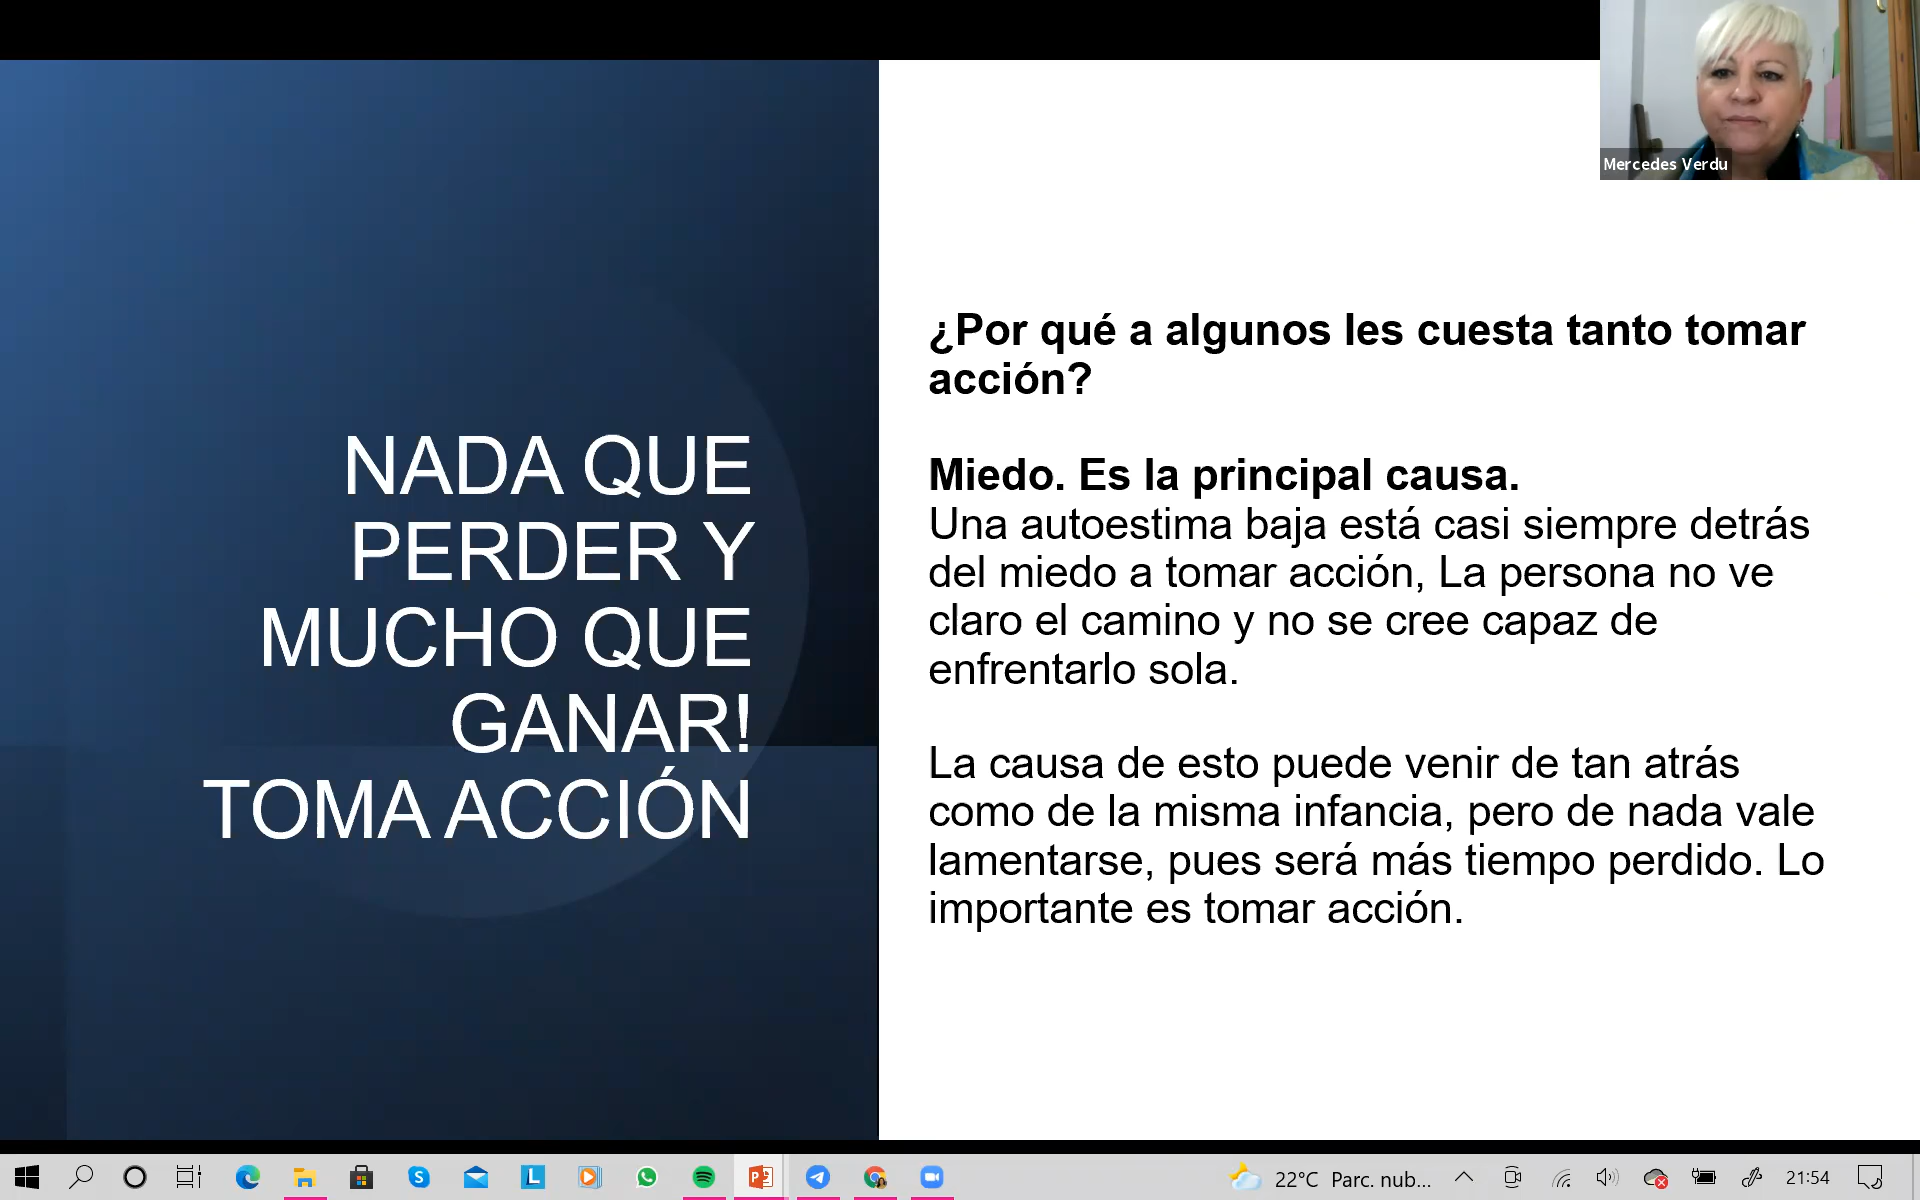 Mercedes Verdu
NADA QUE
PERDER Y
MUCHO QUE
GANAR!
TOMA ACCIÓN
¿Por qué a algunos les cuesta tanto tomar
acción?
Miedo. Es la principal causa.
Una autoestima baja está casi siempre detrás
del miedo a tomar acción, La persona no ve
claro el camino y no se cree capaz de
enfrentarlo sola.
La causa de esto puede venir de tan atrás
como de la misma infancia, pero de nada vale
lamentarse, pues será más tiempo perdido. Lo
importante es tomar acción.
22°C Parc. nub... 21:54